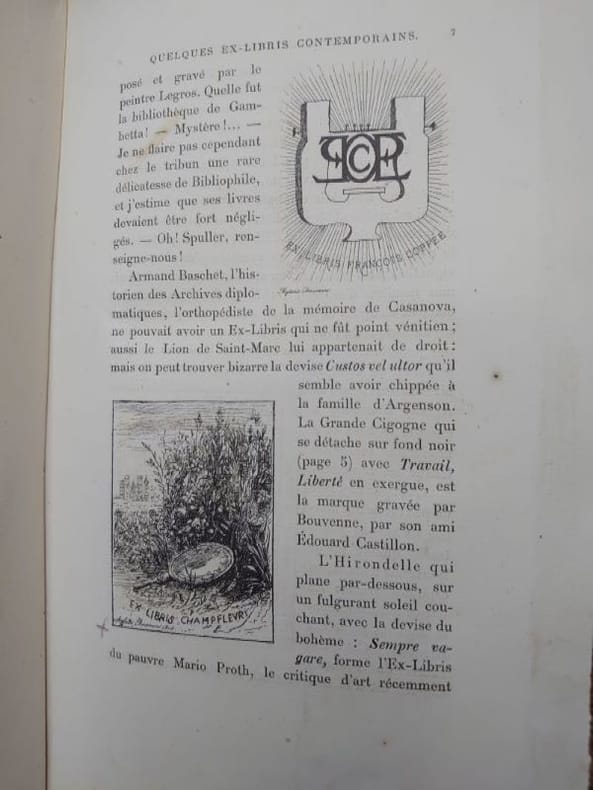 QUELQUES EX-LIBRIS CONTEMPORAINS. 7
posé et gravé par le
peintre Legros. Quelle fut
la bibliothèque de Gam-
betta! — Mystère!... —
Je ne flaire pas cependant
chez le tribun une rare
délicatesse de Bibliophile,
et j'estime que ses livres
devaient être fort négli-
gés. — Oh! Spuller, ren-
seigne-nous!
EX LIBRIS FRANÇOIS COPPÉE
Armand Baschet, l'his-
torien des Archives diplo-
matiques, l'orthopédiste de la mémoire de Casanova,
ne pouvait avoir un Ex-Libris qui ne fût point vénitien;
aussi le Lion de Saint-Marc lui appartenait de droit:
mais on peut trouver bizarre la devise Custos vel ultor qu'il
semble avoir chippée à
la famille d'Argenson.
La Grande Cigogne qui
se détache sur fond noir
(page 5) avec Travail,
Liberté en exergue, est
la marque gravée par
Bouvenne, par son ami
Édouard Castillon.
L'Hirondelle qui
plane par-dessous, sur
un fulgurant soleil cou-
chant, avec la devise du
bohème : Sempre va-
gare, forme l'Ex-Libris
EX LIBRIS CHAMPFLEURY
du pauvre Mario Proth, le critique d'art récemment